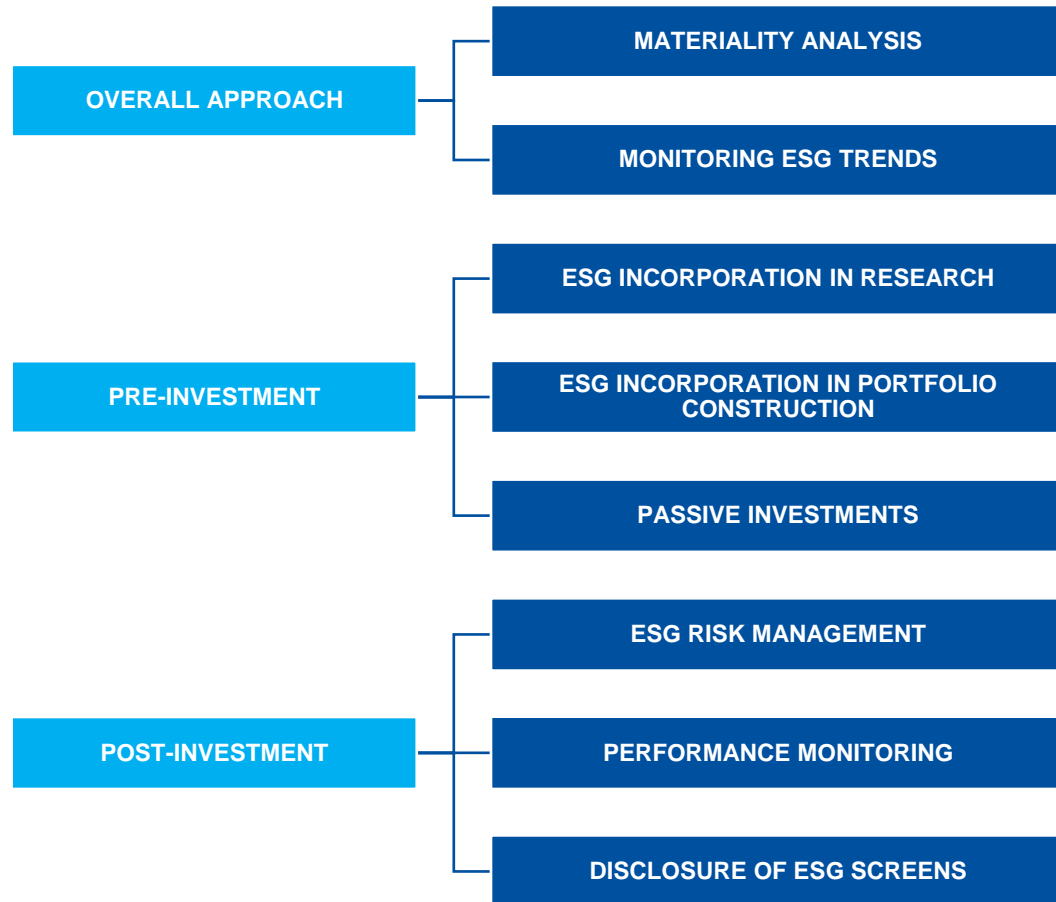 OVERALL APPROACH
MATERIALITY ANALYSIS
MONITORING ESG TRENDS
PRE-INVESTMENT
ESG INCORPORATION IN RESEARCH
ESG INCORPORATION IN PORTFOLIO
CONSTRUCTION
PASSIVE INVESTMENTS
POST-INVESTMENT
ESG RISK MANAGEMENT
PERFORMANCE MONITORING
DISCLOSURE OF ESG SCREENS